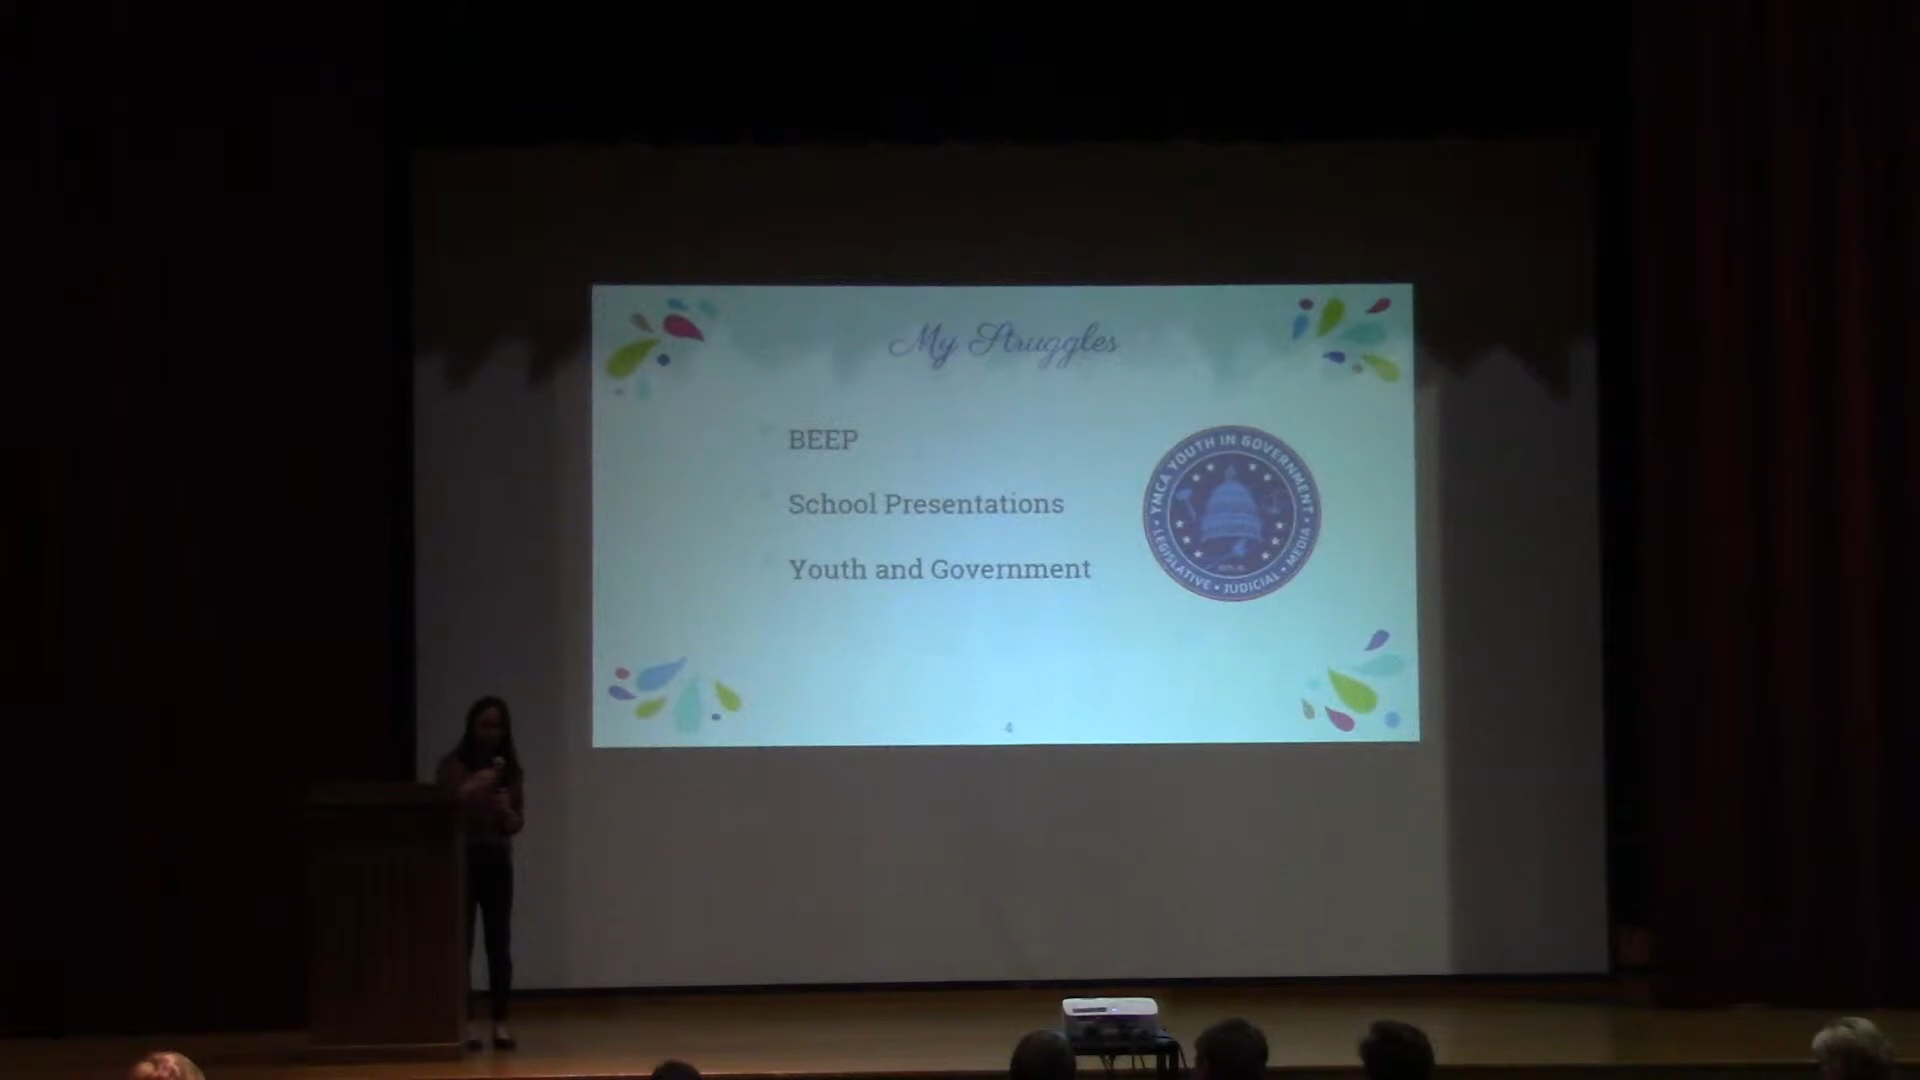 My Struggles
BEEP
School Presentations
Youth and Government
YMCA YOUTH IN GOVERNMENT
LEGISLATIVE • JUDICIAL • MEDIA
4